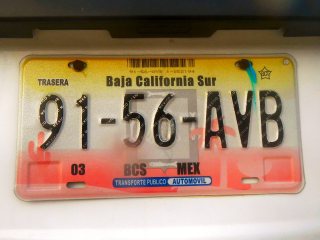 TRASERA
Baja California Sur
91-56-AVB
03 BCS MEX
TRANSPORTE PUBLICO AUTOMOVIL